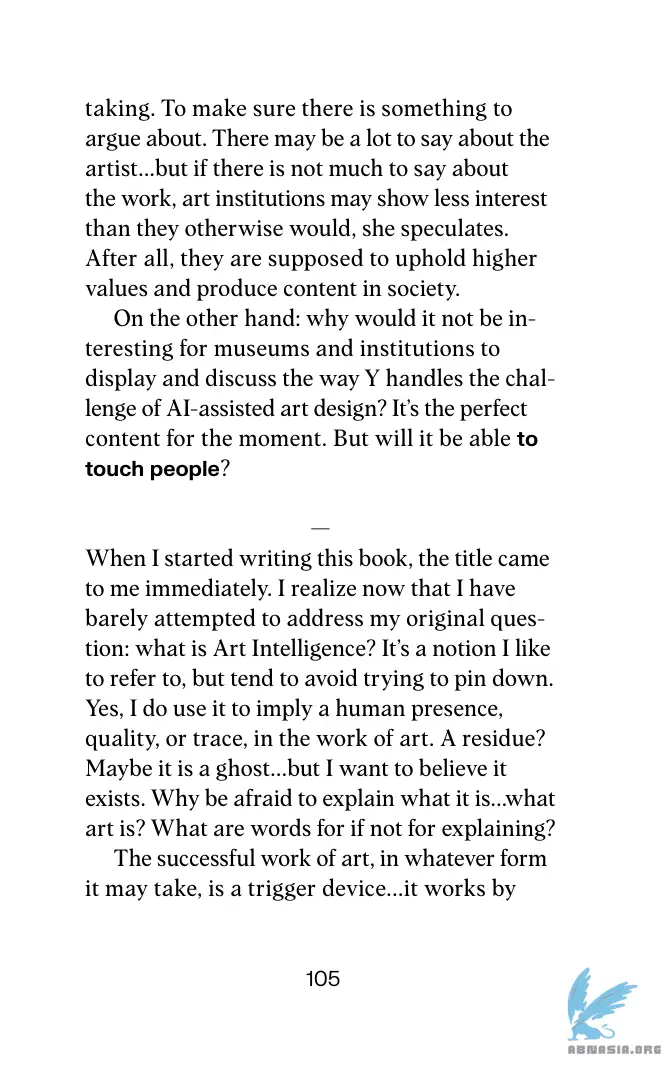 taking. To make sure there is something to
argue about. There may be a lot to say about the
artist...but if there is not much to say about
the work, art institutions may show less interest
than they otherwise would, she speculates.
After all, they are supposed to uphold higher
values and produce content in society.
On the other hand: why would it not be in-
teresting for museums and institutions to
display and discuss the way Y handles the chal-
lenge of AI-assisted art design? It’s the perfect
content for the moment. But will it be able to
touch people?
—
When I started writing this book, the title came
to me immediately. I realize now that I have
barely attempted to address my original ques-
tion: what is Art Intelligence? It’s a notion I like
to refer to, but tend to avoid trying to pin down.
Yes, I do use it to imply a human presence,
quality, or trace, in the work of art. A residue?
Maybe it is a ghost...but I want to believe it
exists. Why be afraid to explain what it is...what
art is? What are words for if not for explaining?
The successful work of art, in whatever form
it may take, is a trigger device...it works by
105
ABNASIA.ORG